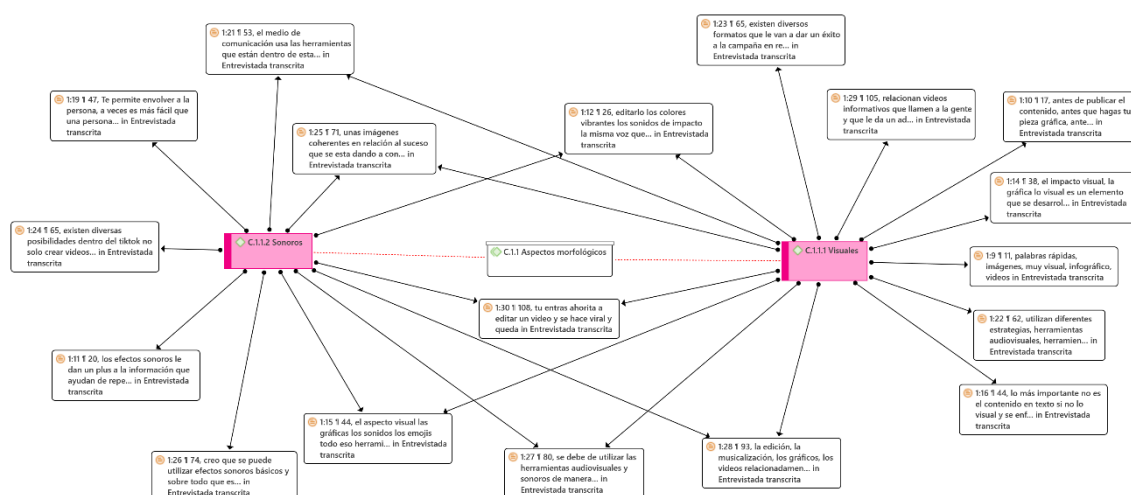 1:23 ¶ 65, existen diversos
formatos que le van a dar un éxito
a la campaña en re... in
Entrevistada transcrita
1:21 ¶ 53, el medio de
comunicación usa las herramientas
que están dentro de esta... in
Entrevistada transcrita
1:19 ¶ 47, Te permite envolver a la
persona, a veces es más fácil que
una persona... in Entrevistada
transcrita
1:29 ¶ 105, relacionan videos
informativos que llamen a la gente
y que le da un ad... in
Entrevistada transcrita
1:10 ¶ 17, antes de publicar el
contenido, antes que hagas tu
pieza gráfica, ante... in
Entrevistada transcrita
1:12 ¶ 26, editarlo los colores
vibrantes los sonidos de impacto
la misma voz que... in
Entrevistada transcrita
1:25 ¶ 71, unas imágenes
coherentes en relación al suceso
que se esta dando a con... in
Entrevistada transcrita
1:14 ¶ 38, el impacto visual, la
gráfica lo visual es un elemento
que se desarrol... in Entrevistada
transcrita
1:24 ¶ 65, existen diversas
posibilidades dentro del tiktok no
solo crear videos... in Entrevistada
transcrita
C.1.1.2 Sonoros
C.1.1 Aspectos morfológicos
C.1.1.1 Visuales
1:9 ¶ 11, palabras rápidas,
imágenes, muy visual, infográfico,
videos in Entrevistada transcrita
1:30 ¶ 108, tu entras ahorita a
editar un video y se hace viral y
queda in Entrevistada transcrita
1:22 ¶ 62, utilizan diferentes
estrategias, herramientas
audiovisuales, herramien... in
Entrevistada transcrita
1:11 ¶ 20, los efectos sonoros le
dan un plus a la información que
ayudan de repe... in Entrevistada
transcrita
1:16 ¶ 44, lo más importante no es
el contenido en texto si no lo
visual y se enf... in Entrevistada
transcrita
1:15 ¶ 44, el aspecto visual las
gráficas los sonidos los emojis
todo eso herrami... in Entrevistada
transcrita
1:26 ¶ 74, creo que se puede
utilizar efectos sonoros básicos y
sobre todo que es... in
Entrevistada transcrita
1:27 ¶ 80, se debe de utilizar las
herramientas audiovisuales y
sonoros de manera... in
Entrevistada transcrita
1:28 ¶ 93, la edición, la
musicalización, los gráficos, los
videos relacionadamen... in
Entrevistada transcrita